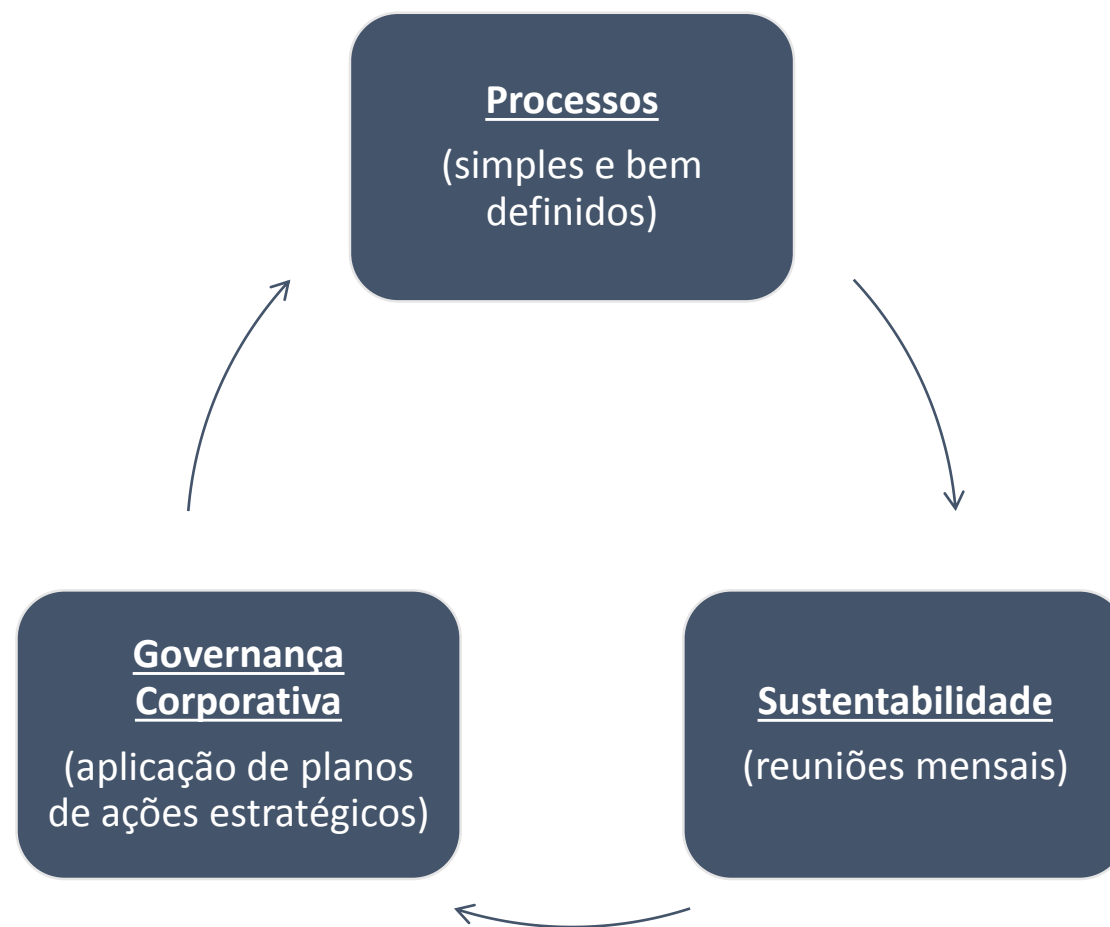 Processos
(simples e bem
definidos)
Governança
Corporativa
(aplicação de planos
de ações estratégicos)
Sustentabilidade
(reuniões mensais)